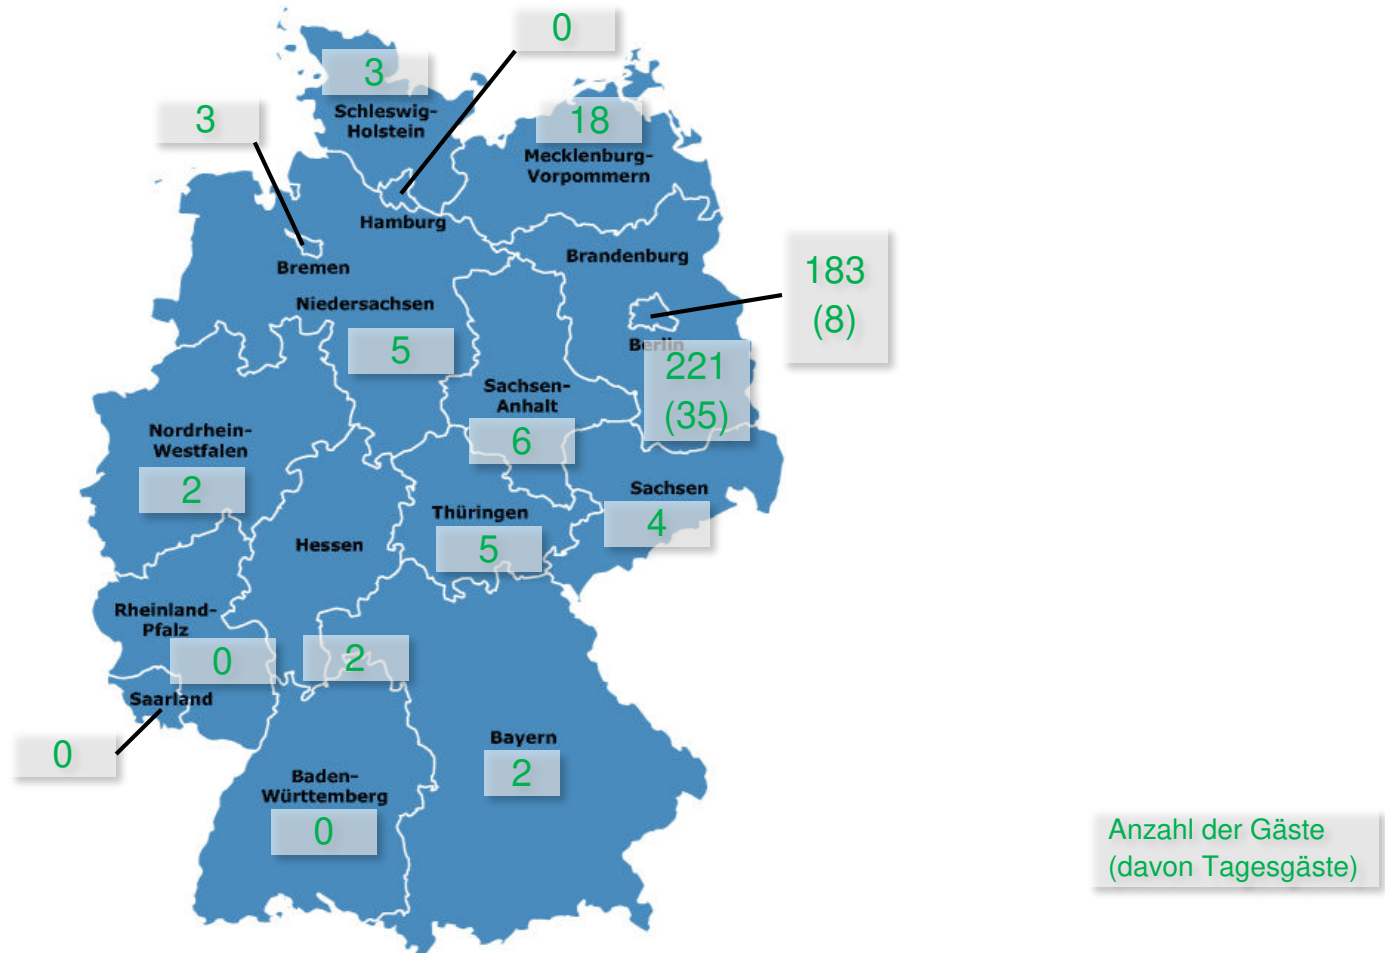 0
3
Schleswig-
Holstein
3
18
Mecklenburg-
Vorpommern
Hamburg
Bremen
Brandenburg
183
(8)
Niedersachsen
5
Berlin
221
(35)
Sachsen-
Anhalt
6
Nordrhein-
Westfalen
2
Sachsen
4
Thüringen
5
Hessen
Rheinland-
Pfalz
0
2
Saarland
0
Bayern
2
Baden-
Württemberg
0
Anzahl der Gäste
(davon Tagesgäste)